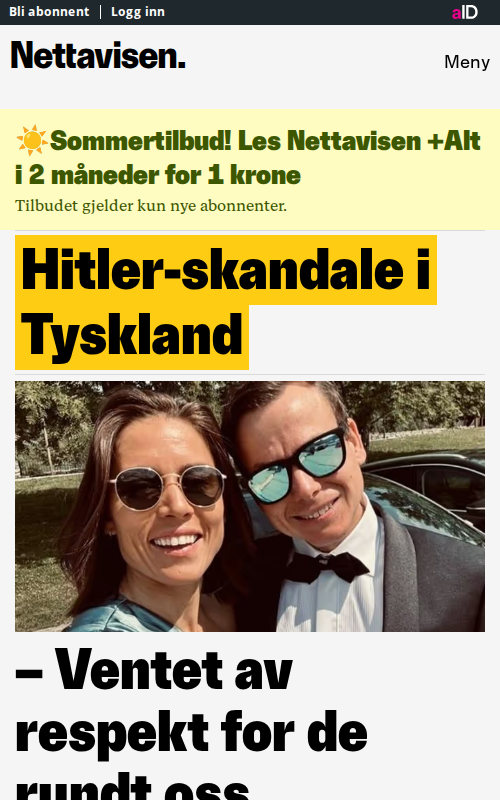 Bli abonnent | Logg inn
aID
Nettavisen.
Meny
☀️Sommertilbud! Les Nettavisen +Alt
i 2 måneder for 1 krone
Tilbudet gjelder kun nye abonnenter.
Hitler-skandale i
Tyskland
– Ventet av
respekt for de
rundt oss